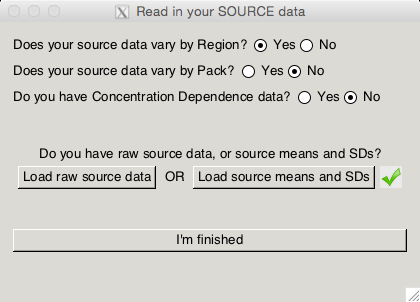 Read in your SOURCE data
Does your source data vary by Region? Yes No
Does your source data vary by Pack? Yes No
Do you have Concentration Dependence data? Yes No
Do you have raw source data, or source means and SDs?
Load raw source data OR Load source means and SDs
I'm finished